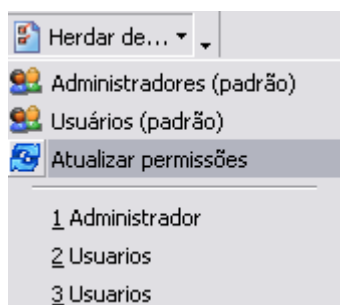 Herdar de...
Administradores (padrão)
Usuários (padrão)
Atualizar permissões
1 Administrador
2 Usuarios
3 Usuarios